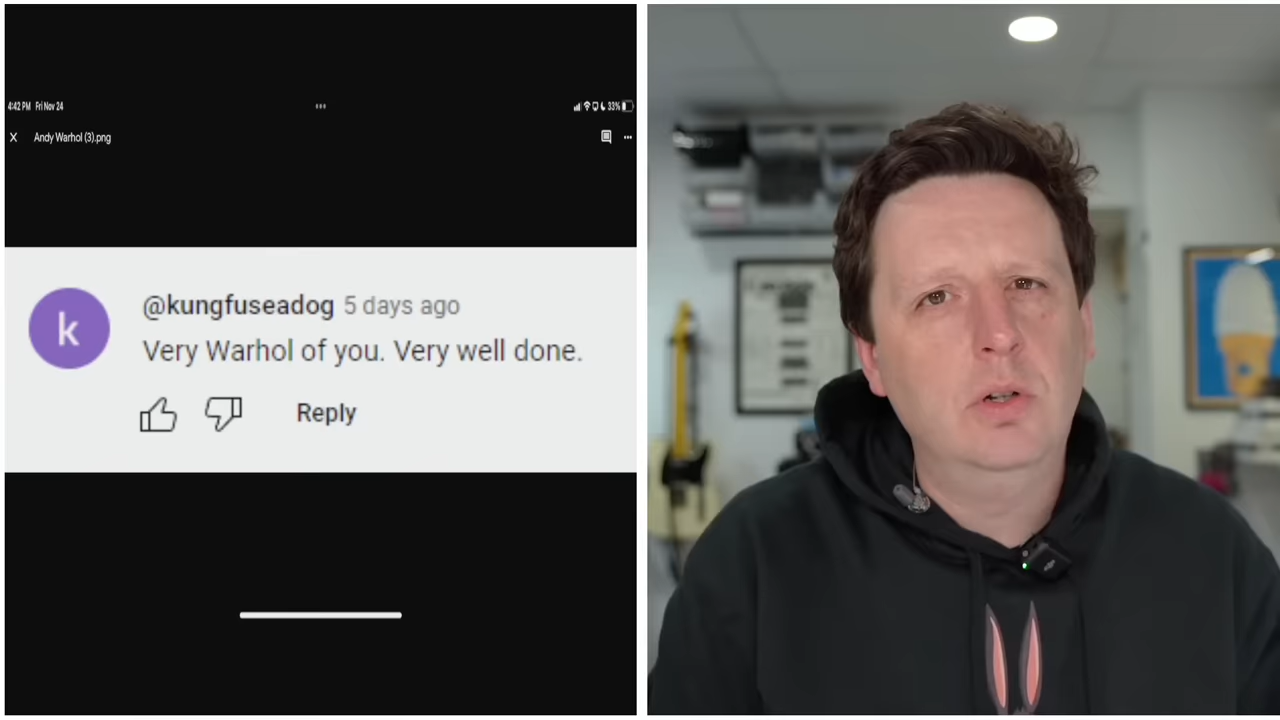 4:42 PM Fri Nov 24
33%
Andy Warhol (3).png
k
@kungfuseadog 5 days ago
Very Warhol of you. Very well done.
Reply